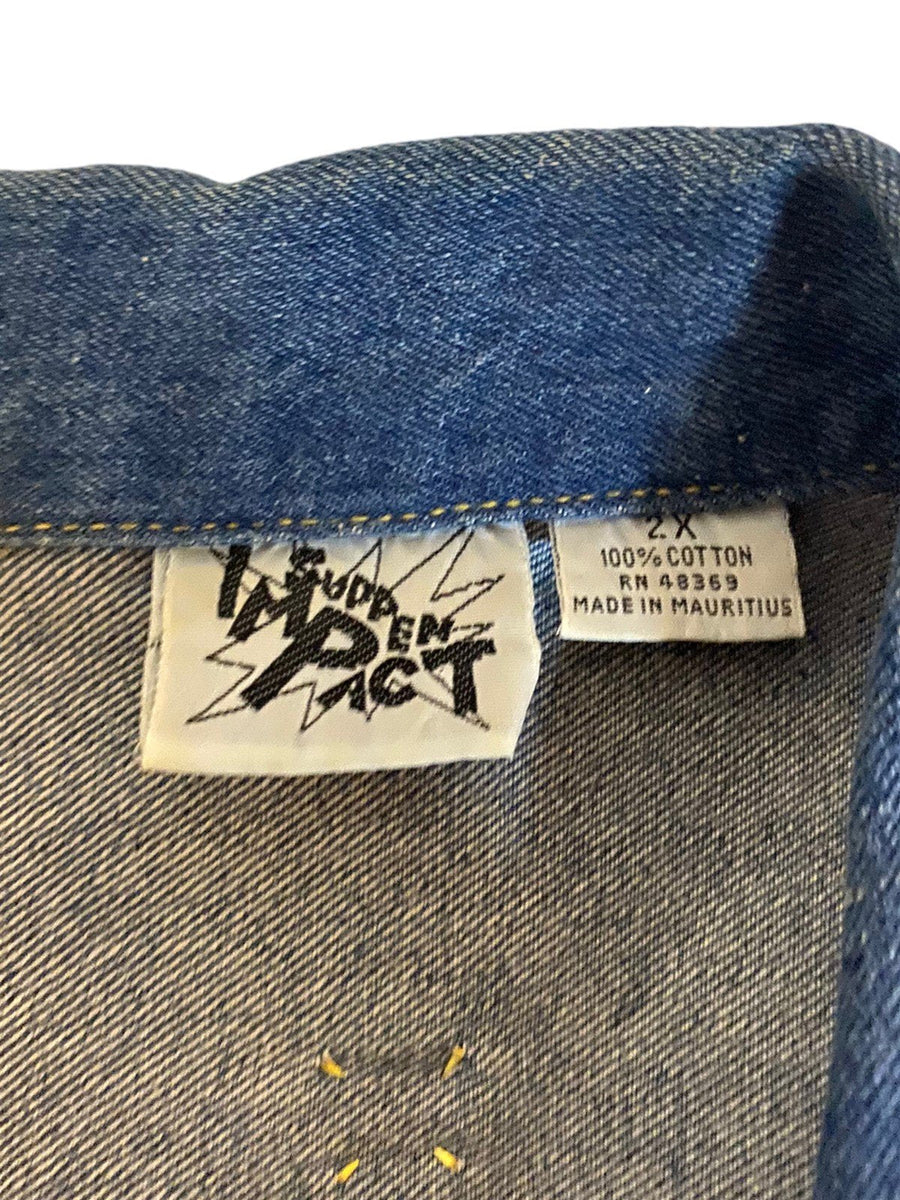 SUDDEN
IMPACT
2X
100% COTTON
RN 48369
MADE IN MAURITIUS